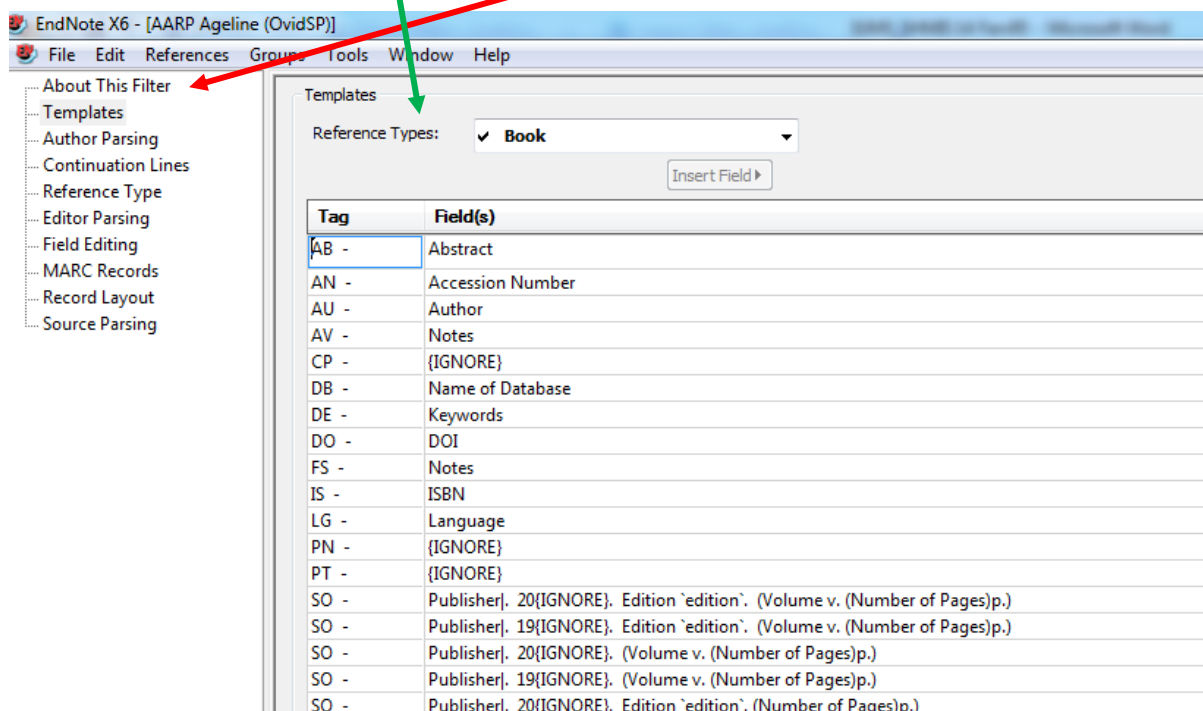 EndNote X6 - [AARP Ageline (OvidSP)]
File Edit References Groups Tools Window Help
About This Filter
Templates
Author Parsing
Continuation Lines
Reference Type
Editor Parsing
Field Editing
MARC Records
Record Layout
Source Parsing
Templates
Reference Types: ✓ Book
Insert Field
Tag Field(s)
AB - Abstract
AN - Accession Number
AU - Author
AV - Notes
CP - {IGNORE}
DB - Name of Database
DE - Keywords
DO - DOI
FS - Notes
IS - ISBN
LG - Language
PN - {IGNORE}
PT - {IGNORE}
SO - Publisher|. 20{IGNORE}. Edition `edition`. (Volume v. (Number of Pages)p.)
SO - Publisher|. 19{IGNORE}. Edition `edition`. (Volume v. (Number of Pages)p.)
SO - Publisher|. 20{IGNORE}. (Volume v. (Number of Pages)p.)
SO - Publisher|. 19{IGNORE}. (Volume v. (Number of Pages)p.)
SO - Publisher|. 20{IGNORE}. Edition `edition`. (Number of Pages)p.)